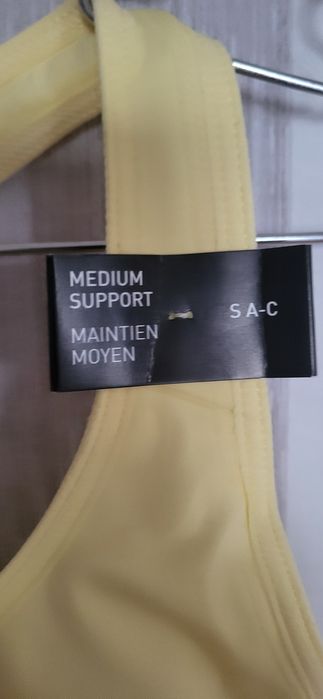 MEDIUM
SUPPORT
S A-C
MAINTIEN
MOYEN